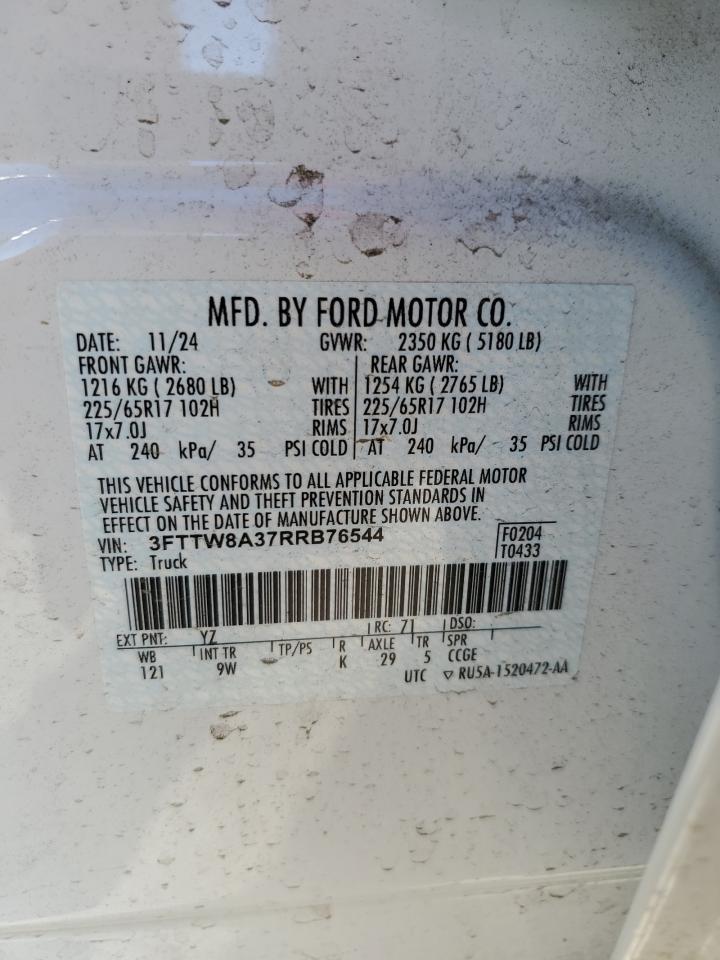 MFD. BY FORD MOTOR CO.
DATE: 11/24 GVWR: 2350 KG ( 5180 LB)
FRONT GAWR: REAR GAWR:
1216 KG ( 2680 LB) WITH 1254 KG ( 2765 LB) WITH
225/65R17 102H TIRES 225/65R17 102H TIRES
17x7.0J RIMS 17x7.0J RIMS
AT 240 kPa/ 35 PSI COLD AT 240 kPa/ 35 PSI COLD
THIS VEHICLE CONFORMS TO ALL APPLICABLE FEDERAL MOTOR
VEHICLE SAFETY AND THEFT PREVENTION STANDARDS IN
EFFECT ON THE DATE OF MANUFACTURE SHOWN ABOVE.
VIN: 3FTTW8A37RRB76544 F0204
TYPE: Truck T0433
EXT PNT: YZ RC: 71 DSO:
WB INT TR TP/PS R AXLE TR SPR
121 9W K 29 5 CCGE
UTC ▽ RU5A-1520472-AA